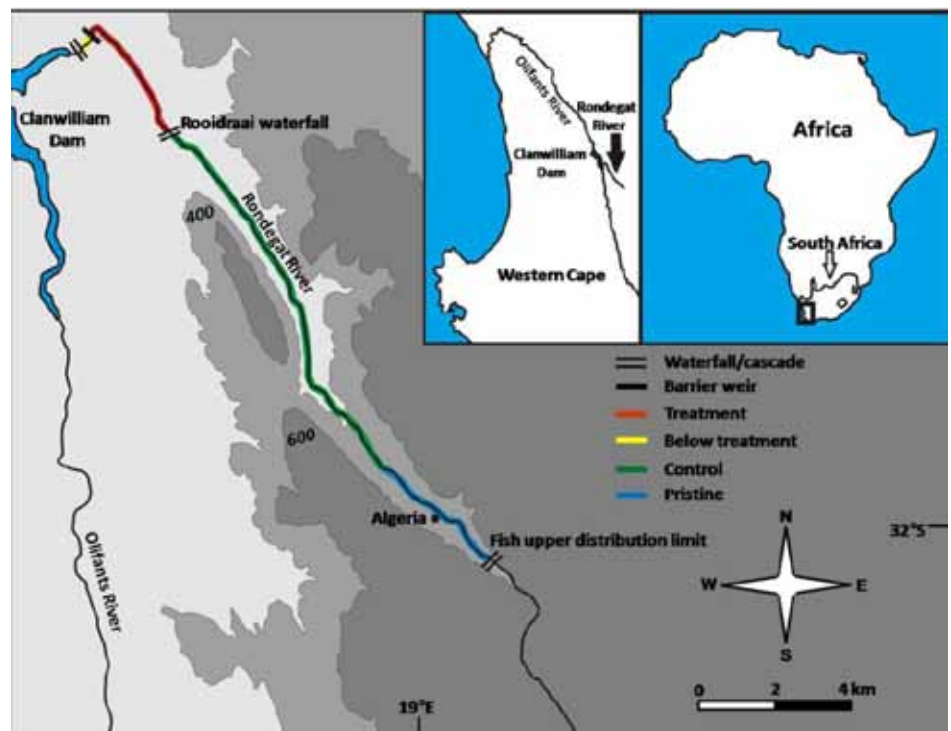 Clanwilliam
Dam
Rooidraai waterfall
400
Rondegat River
600
Algeria
Fish upper distribution limit
Olifants River
19°E
32°S
Olifants River
Rondegat
River
Clanwilliam
Dam
Western Cape
Africa
South Africa
Waterfall/cascade
Barrier weir
Treatment
Below treatment
Control
Pristine
N
W
E
S
0 2 4 km